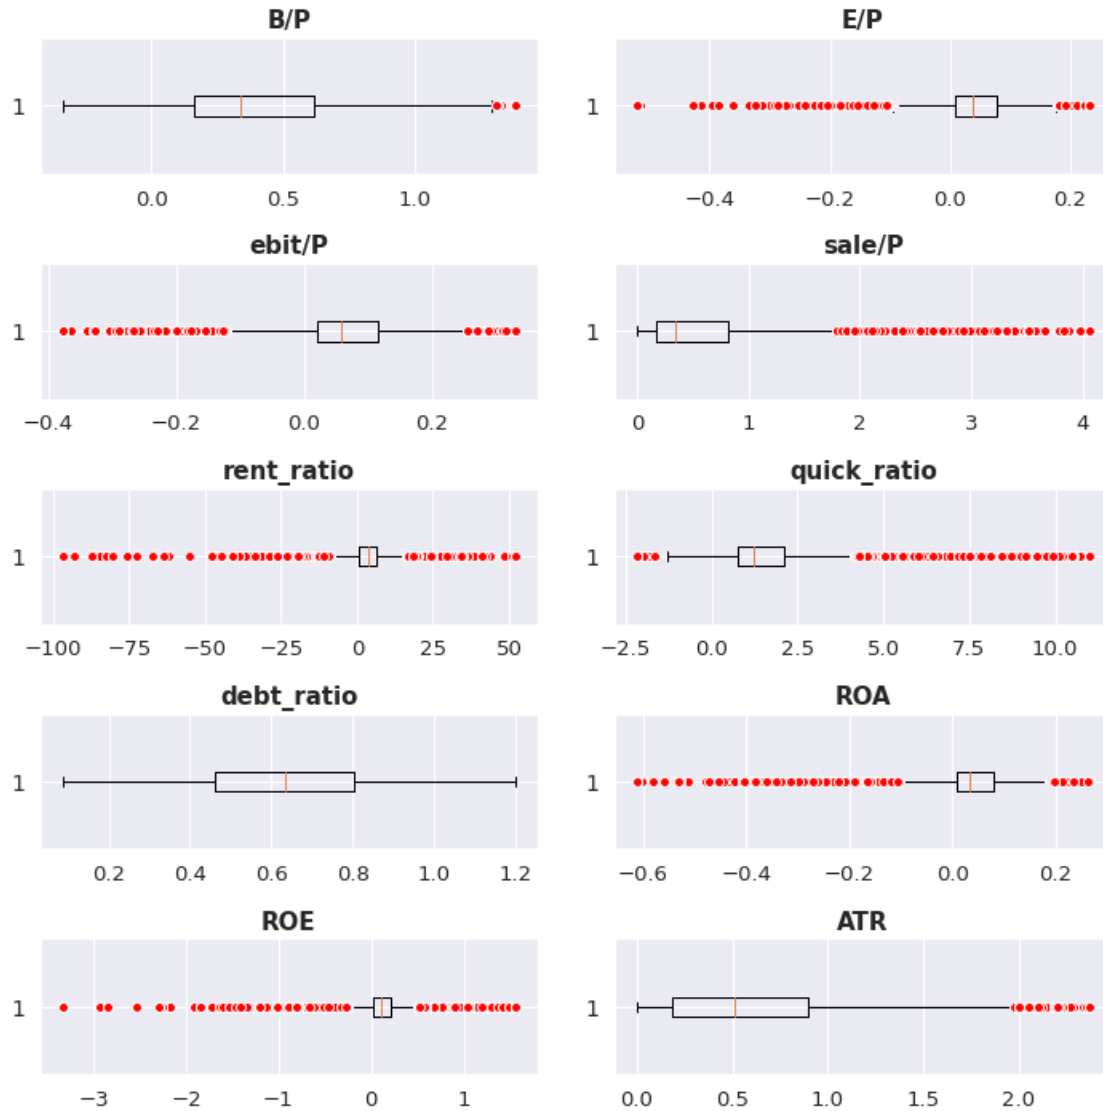 B/P
E/P
1
1
0.0 0.5 1.0
−0.4 −0.2 0.0 0.2
ebit/P
sale/P
1
1
−0.4 −0.2 0.0 0.2
0 1 2 3 4
rent_ratio
quick_ratio
1
1
−100 −75 −50 −25 0 25 50
−2.5 0.0 2.5 5.0 7.5 10.0
debt_ratio
ROA
1
1
0.2 0.4 0.6 0.8 1.0 1.2
−0.6 −0.4 −0.2 0.0 0.2
ROE
ATR
1
1
−3 −2 −1 0 1
0.0 0.5 1.0 1.5 2.0